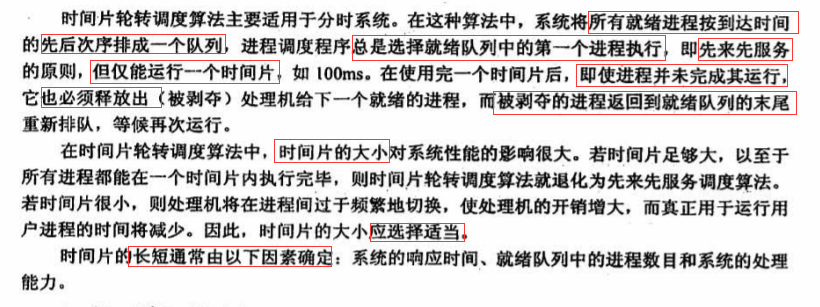 时间片轮转调度算法主要适用于分时系统。在这种算法中，系统将所有就绪进程按到达时间
的先后次序排成一个队列，进程调度程序总是选择就绪队列中的第一个进程执行，即先来先服务
的原则，但仅能运行一个时间片，如 100ms。在使用完一个时间片后，即使进程并未完成其运行，
它也必须释放出（被剥夺）处理机给下一个就绪的进程，而被剥夺的进程返回到就绪队列的末尾
重新排队，等候再次运行。
在时间片轮转调度算法中，时间片的大小对系统性能的影响很大。若时间片足够大，以至于
所有进程都能在一个时间片内执行完毕，则时间片轮转调度算法就退化为先来先服务调度算法。
若时间片很小，则处理机将在进程间过于频繁地切换，使处理机的开销增大，而真正用于运行用
户进程的时间将减少。因此，时间片的大小应选择适当。
时间片的长短通常由以下因素确定：系统的响应时间、就绪队列中的进程数目和系统的处理
能力。